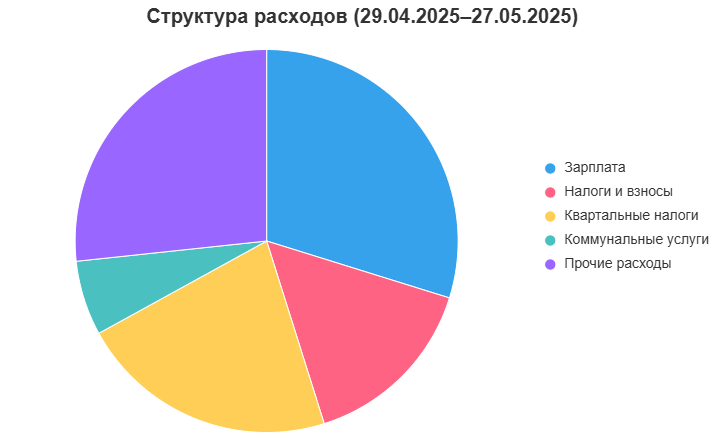 Структура расходов (29.04.2025–27.05.2025)
Зарплата
Налоги и взносы
Квартальные налоги
Коммунальные услуги
Прочие расходы